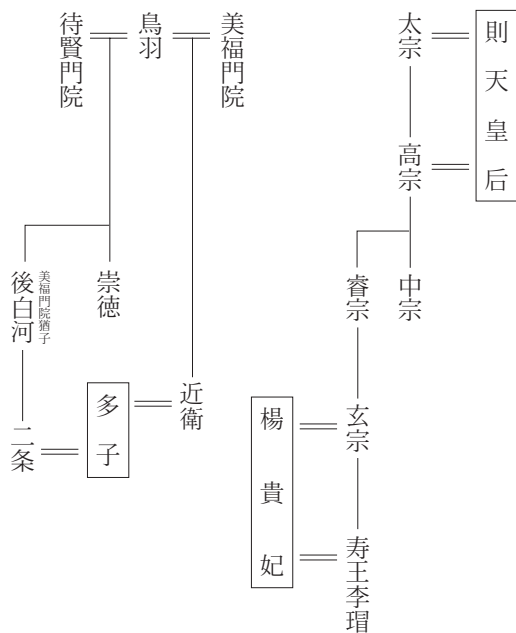 則天皇后
太宗
高宗
中宗
睿宗
玄宗
楊貴妃
寿王李瑁
美福門院
鳥羽
待賢門院
近衛
多子
崇徳
美福門院猶子
後白河
二条